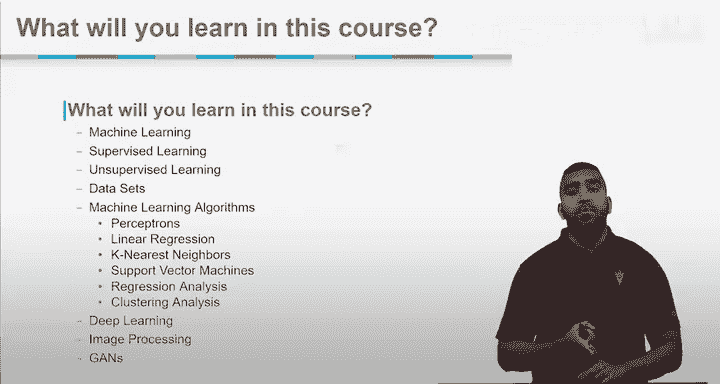 What will you learn in this course?
What will you learn in this course?
– Machine Learning
– Supervised Learning
– Unsupervised Learning
– Data Sets
– Machine Learning Algorithms
• Perceptrons
• Linear Regression
• K-Nearest Neighbors
• Support Vector Machines
• Regression Analysis
• Clustering Analysis
– Deep Learning
– Image Processing
– GANs